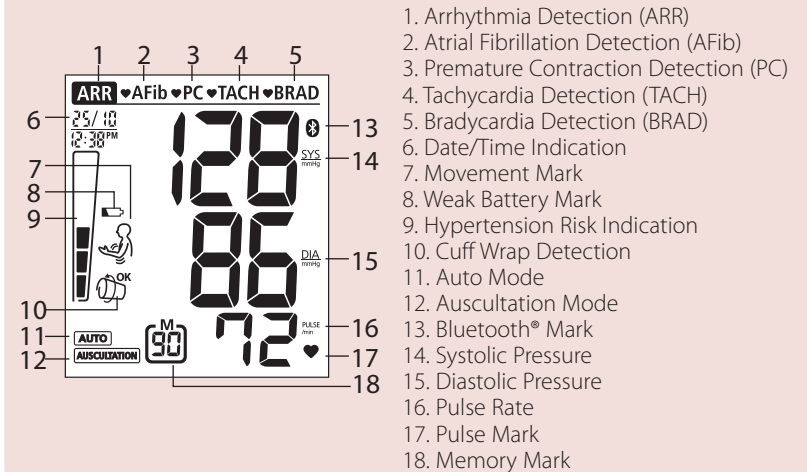 1 2 3 4 5
ARR ♥AFib ♥PC ♥TACH ♥BRAD
6 25/10
12:38 PM
128
13
SYS
mmHg
14
7
8
9
86
DIA
mmHg
15
OK
10
11 AUTO
12 AUSCULTATION
M
90
72
PULSE
/min
16
17
18
1. Arrhythmia Detection (ARR)
2. Atrial Fibrillation Detection (AFib)
3. Premature Contraction Detection (PC)
4. Tachycardia Detection (TACH)
5. Bradycardia Detection (BRAD)
6. Date/Time Indication
7. Movement Mark
8. Weak Battery Mark
9. Hypertension Risk Indication
10. Cuff Wrap Detection
11. Auto Mode
12. Auscultation Mode
13. Bluetooth® Mark
14. Systolic Pressure
15. Diastolic Pressure
16. Pulse Rate
17. Pulse Mark
18. Memory Mark